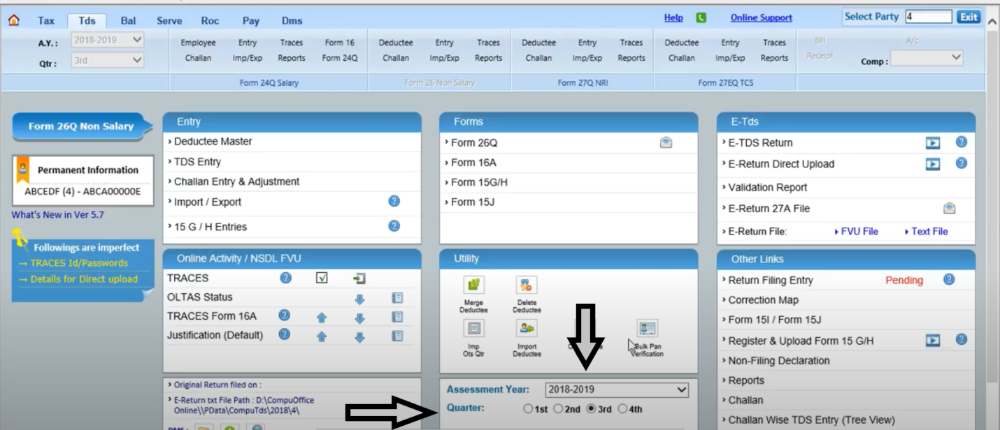 Tax Tds Bal Serve Roc Pay Dms Help Online Support Select Party 4 Exit
A.Y. : 2018-2019
Qtr : 3rd
Employee Entry Traces Form 16 Deductee Entry Traces Deductee Entry Traces Deductee Entry Traces Bill A/c
Challan Imp/Exp Reports Form 24Q Challan Imp/Exp Reports Challan Imp/Exp Reports Challan Imp/Exp Reports Receipt Comp :
Form 24Q Salary Form 26 Non Salary Form 27Q NRI Form 27EQ TCS
Form 26Q Non Salary
Permanent Information
ABCEDF (4) - ABCA00000E
What's New in Ver 5.7
Followings are imperfect
→ TRACES Id/Passwords
→ Details for Direct upload
Entry
› Deductee Master
› TDS Entry
› Challan Entry & Adjustment
› Import / Export
› 15 G / H Entries
Forms
› Form 26Q
› Form 16A
› Form 15G/H
› Form 15J
E-Tds
› E-TDS Return
› E-Return Direct Upload
› Validation Report
› E-Return 27A File
› E-Return File: FVU File Text File
Online Activity / NSDL FVU
TRACES
OLTAS Status
TRACES Form 16A
Justification (Default)
Utility
Merge Deductee
Delete Deductee
Imp Ots Qtr
Import Deductee
Bulk Pan Verification
Other Links
› Return Filing Entry Pending
› Correction Map
› Form 15I / Form 15J
› Register & Upload Form 15 G/H
› Non-Filing Declaration
› Reports
› Challan
› Challan Wise TDS Entry (Tree View)
› Original Return filed on :
› E-Return txt File Path : D:\CompuOffice
Online\\PData\CompuTds\2018\4\
DMS :
Assessment Year: 2018-2019
Quarter: 1st 2nd 3rd 4th